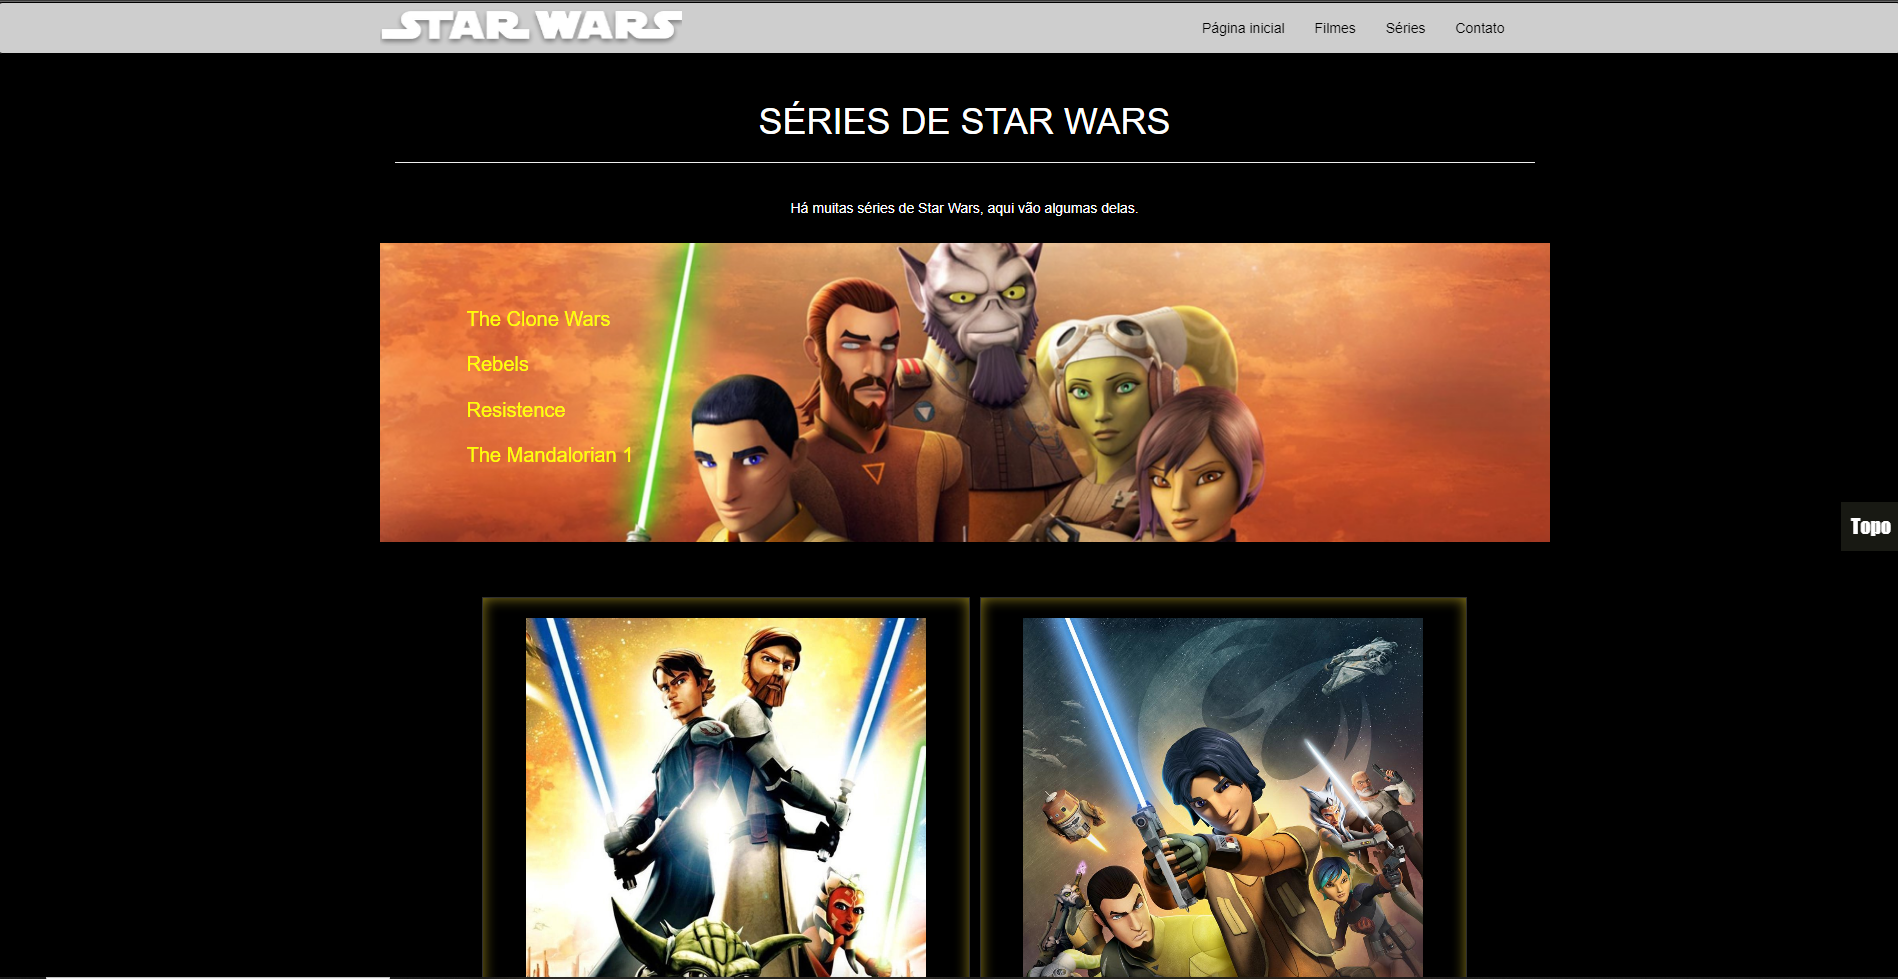 STAR WARS
Página inicial Filmes Séries Contato
SÉRIES DE STAR WARS
Há muitas séries de Star Wars, aqui vão algumas delas.
The Clone Wars
Rebels
Resistence
The Mandalorian 1
Topo